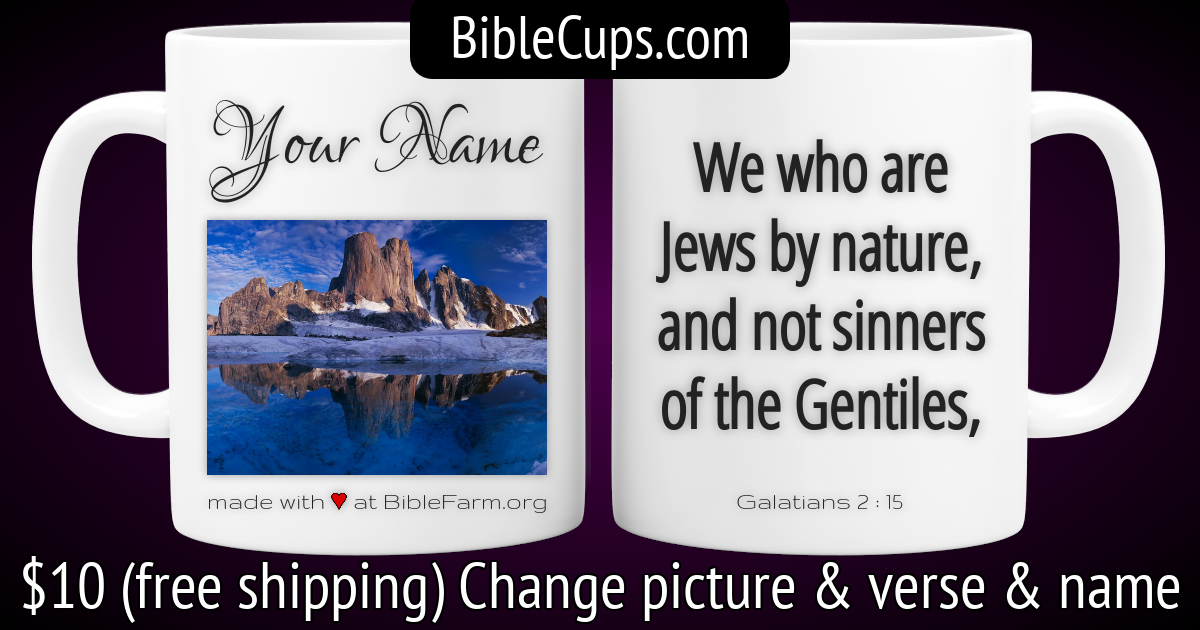 BibleCups.com
Your Name
made with ♥ at BibleFarm.org
We who are
Jews by nature,
and not sinners
of the Gentiles,
Galatians 2 : 15
$10 (free shipping) Change picture & verse & name